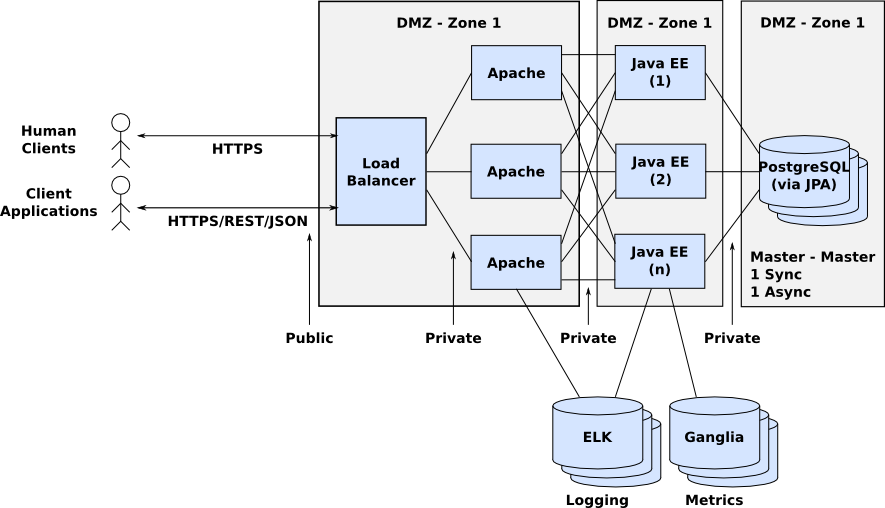 DMZ - Zone 1
DMZ - Zone 1
DMZ - Zone 1
Apache
Java EE
(1)
Human
Clients
HTTPS
Load
Balancer
Apache
Java EE
(2)
PostgreSQL
(via JPA)
Client
Applications
HTTPS/REST/JSON
Apache
Java EE
(n)
Master - Master
1 Sync
1 Async
Public
Private
Private
Private
ELK
Ganglia
Logging
Metrics